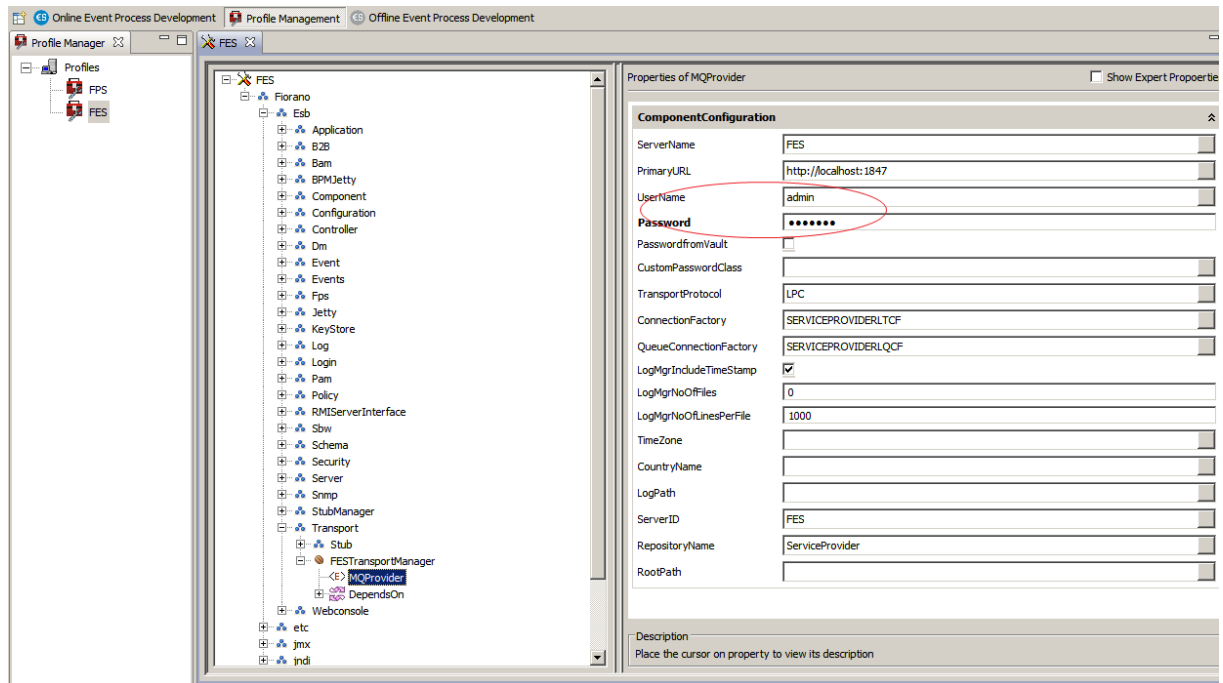 Online Event Process Development Profile Management Offline Event Process Development
Profile Manager
Profiles
FPS
FES
FES
FES
Fiorano
Esb
Application
B2B
Bam
BPMJetty
Component
Configuration
Controller
Dm
Event
Events
Fps
Jetty
KeyStore
Log
Login
Pam
Policy
RMIServerInterface
Sbw
Schema
Security
Server
Snmp
StubManager
Transport
Stub
FESTransportManager
<E> MQProvider
DependsOn
Webconsole
etc
jmx
jndi
Properties of MQProvider Show Expert Propoertie
ComponentConfiguration
ServerName FES
PrimaryURL http://localhost:1847
UserName admin
Password •••••••
PasswordfromVault
CustomPasswordClass
TransportProtocol LPC
ConnectionFactory SERVICEPROVIDERLTCF
QueueConnectionFactory SERVICEPROVIDERLQCF
LogMgrIncludeTimeStamp
LogMgrNoOfFiles 0
LogMgrNoOfLinesPerFile 1000
TimeZone
CountryName
LogPath
ServerID FES
RepositoryName ServiceProvider
RootPath
Description
Place the cursor on property to view its description